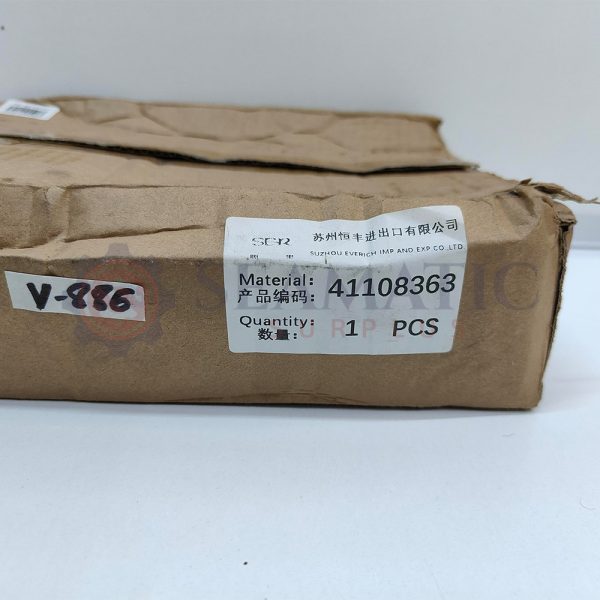 苏州恒丰进出口有限公司
SUZHOU EVERICH IMP AND EXP CO.,LTD
Material:
产品编码:
41108363
Quantity:
数量:
1 PCS
V-886
SURPLUS